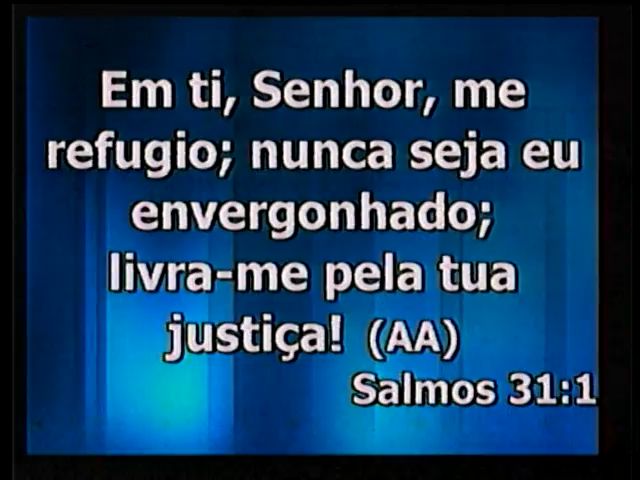 Em ti, Senhor, me
refugio; nunca seja eu
envergonhado;
livra-me pela tua
justiça! (AA)
Salmos 31:1